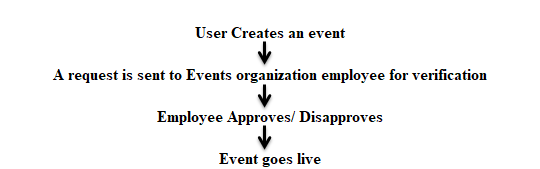 User Creates an event
A request is sent to Events organization employee for verification
Employee Approves/ Disapproves
Event goes live